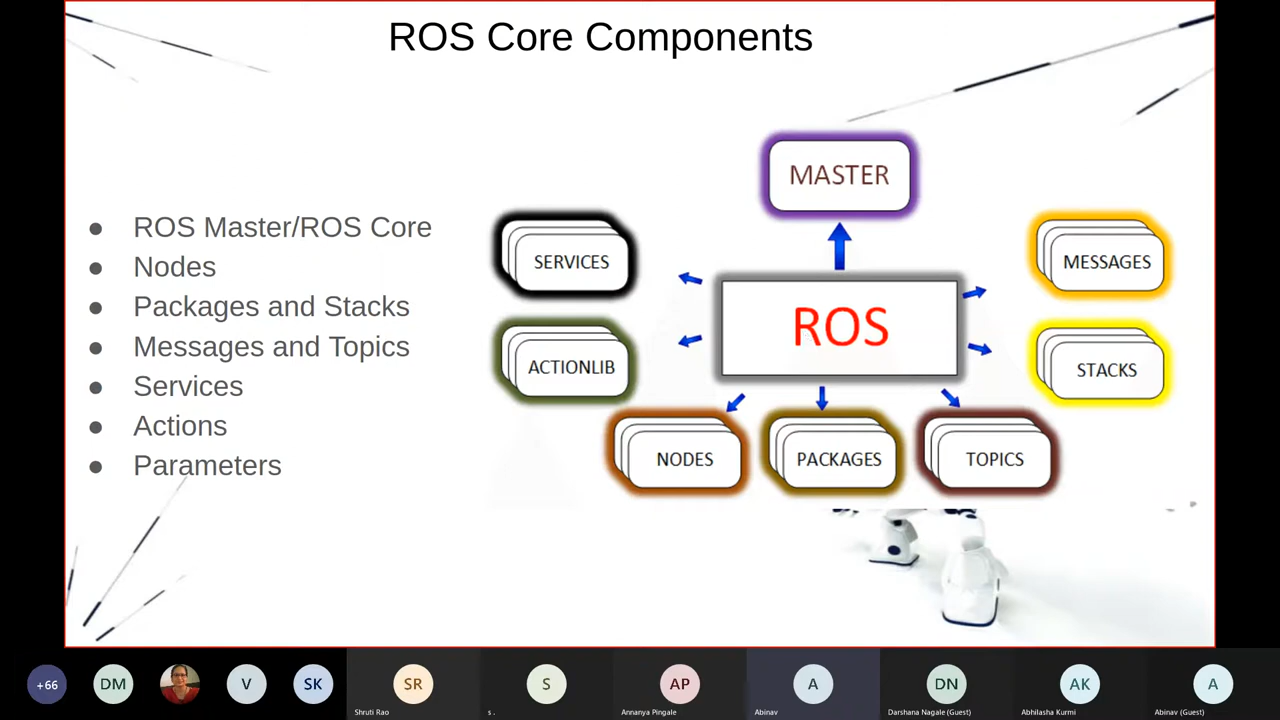 ROS Core Components
● ROS Master/ROS Core
● Nodes
● Packages and Stacks
● Messages and Topics
● Services
● Actions
● Parameters
MASTER
SERVICES
MESSAGES
ROS
ACTIONLIB
STACKS
NODES
PACKAGES
TOPICS
+66
DM
V
SK
SR
S
AP
A
DN
AK
A
Shruti Rao
s .
Annanya Pingale
Abinav
Darshana Nagale (Guest)
Abhilasha Kurmi
Abinav (Guest)